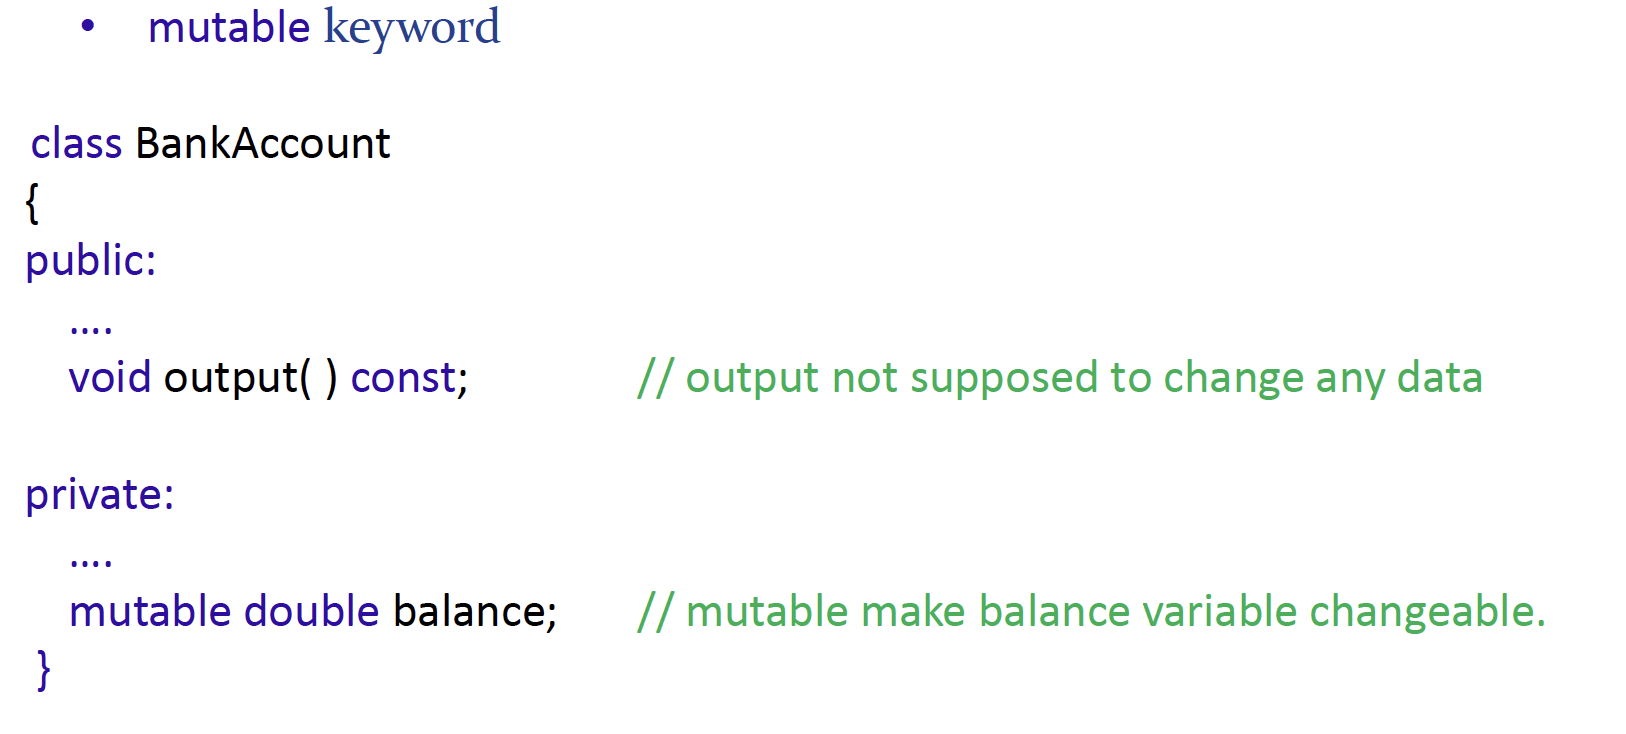 • mutable keyword
class BankAccount
{
public:
....
void output( ) const; // output not supposed to change any data
private:
....
mutable double balance; // mutable make balance variable changeable.
}